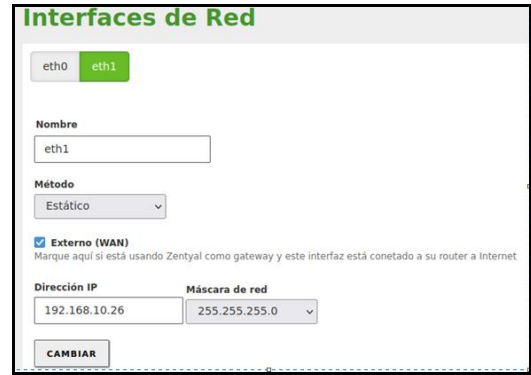 Interfaces de Red
eth0 eth1
Nombre
eth1
Método
Estático
Externo (WAN)
Marque aquí si está usando Zentyal como gateway y este interfaz está conetado a su router a Internet
Dirección IP Máscara de red
192.168.10.26 255.255.255.0
CAMBIAR